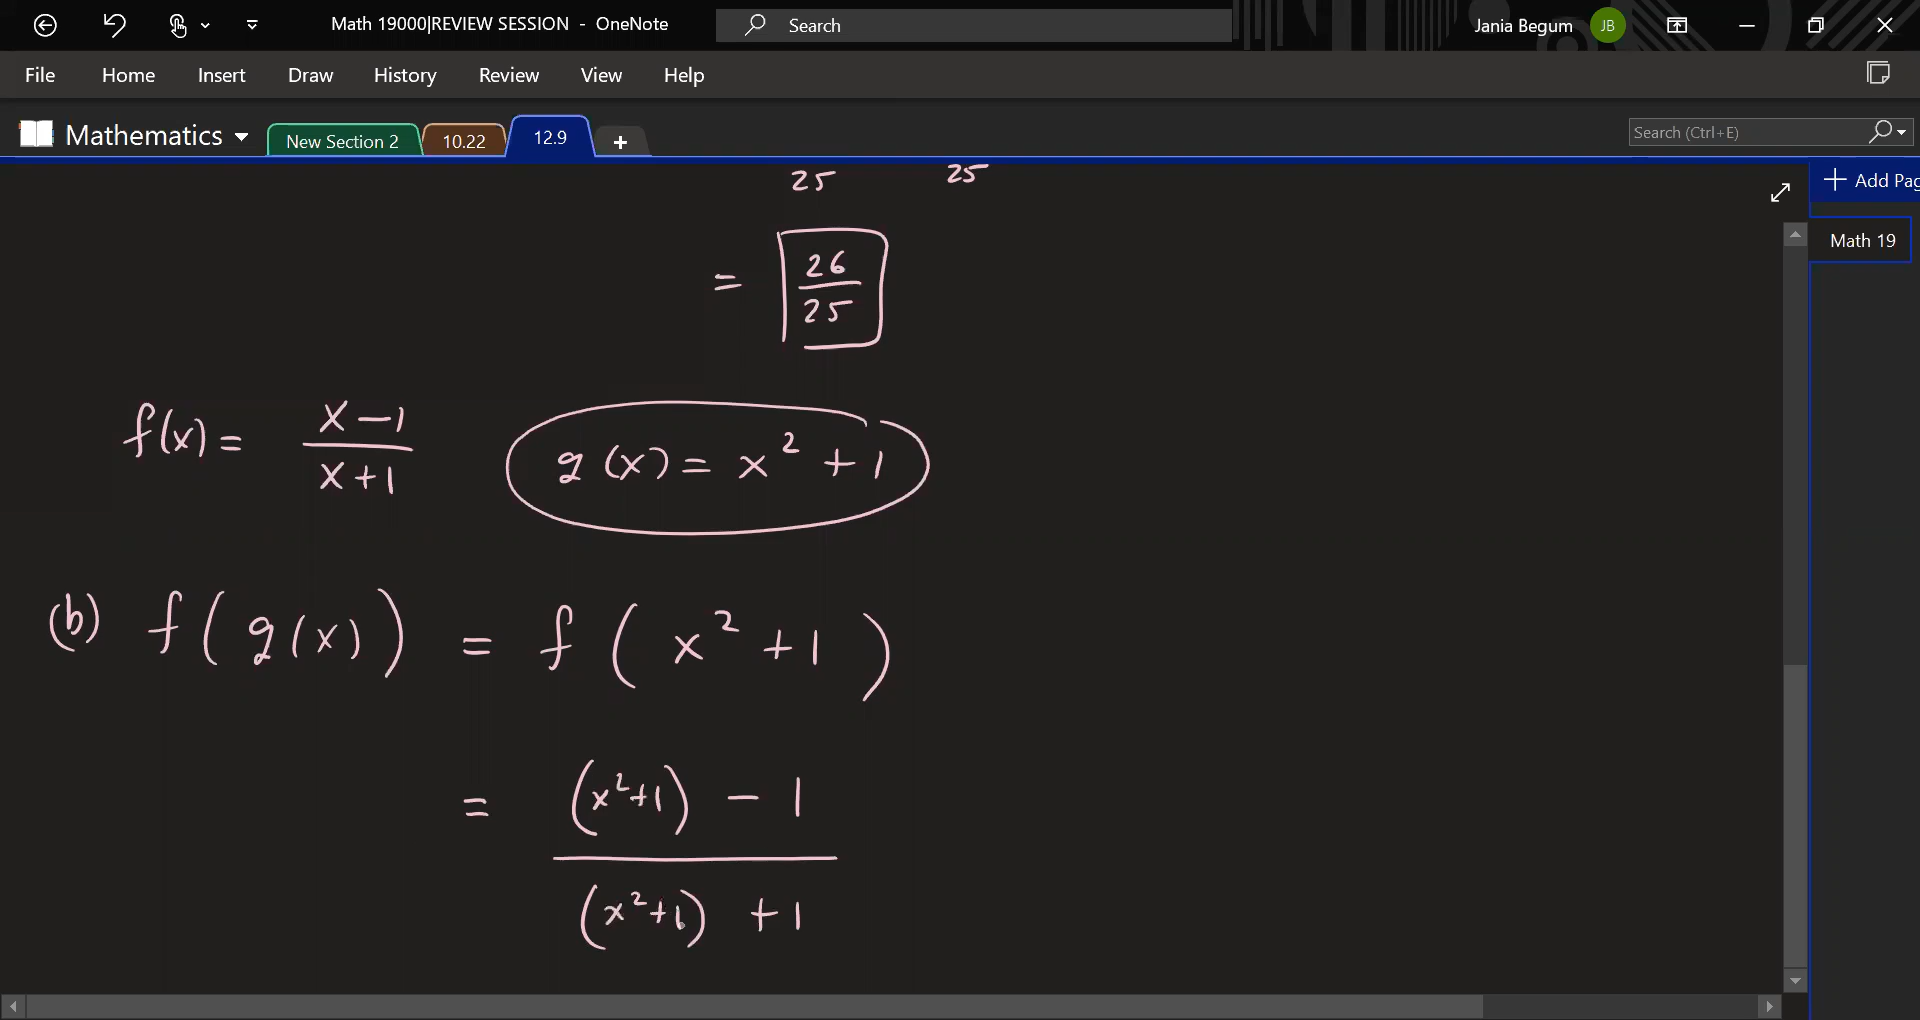 Math 19000|REVIEW SESSION - OneNote
Search
Jania Begum JB
File Home Insert Draw History Review View Help
Mathematics New Section 2 10.22 12.9 +
Search (Ctrl+E)
Add Pag
Math 19
25 25
= 26/25
f(x) = (x-1)/(x+1) g(x) = x² + 1
(b) f(g(x)) = f(x² + 1)
= ((x²+1) - 1)/((x²+1) + 1)